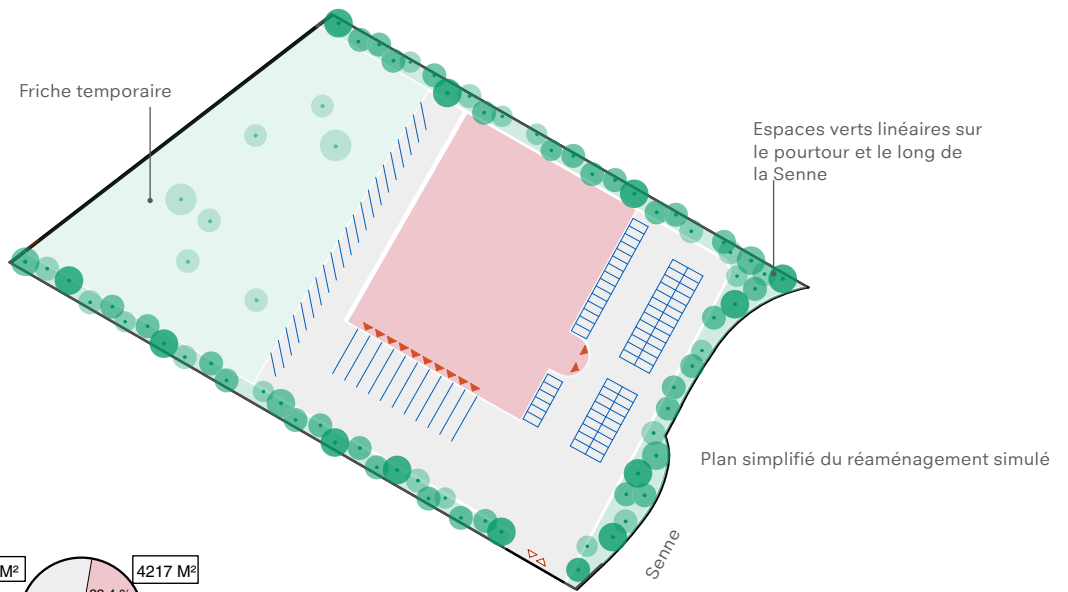 Friche temporaire
Espaces verts linéaires sur
le pourtour et le long de
la Senne
Plan simplifié du réaménagement simulé
Senne
M²
4217 M²